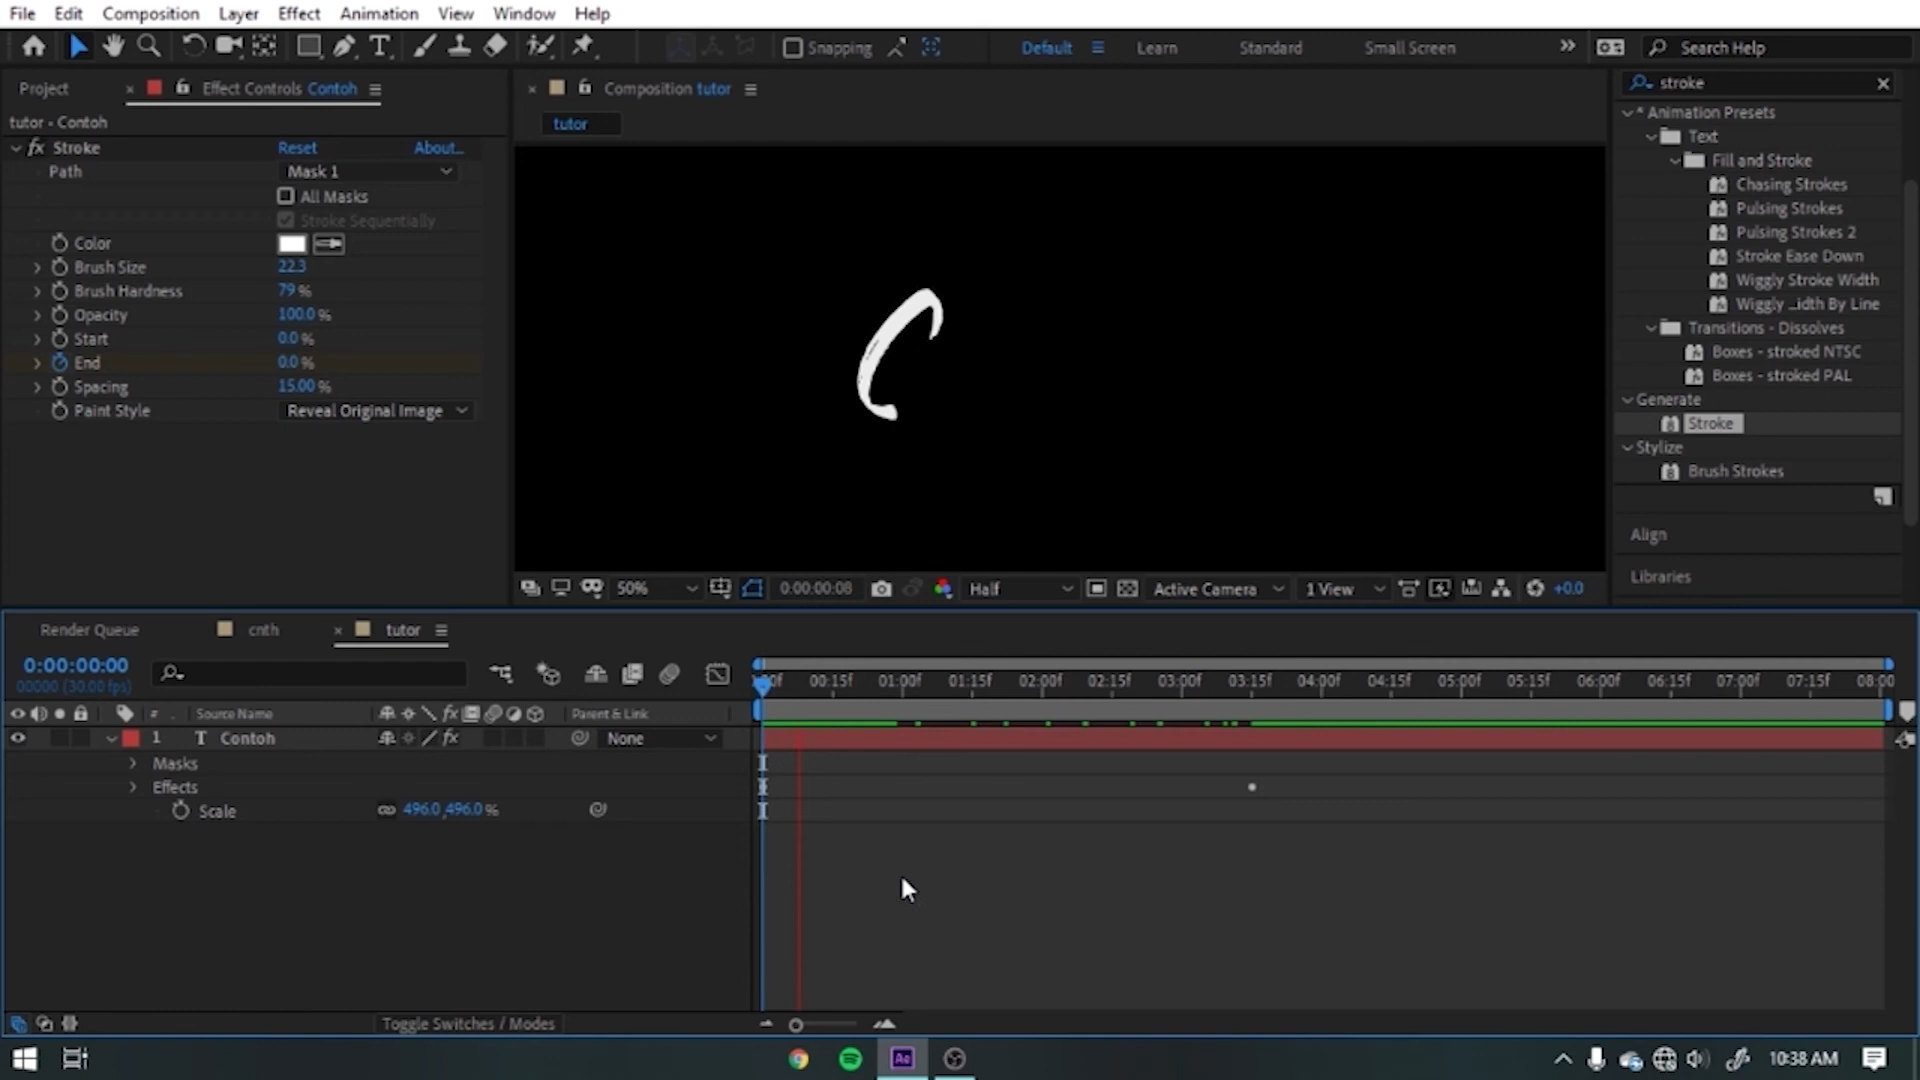 File Edit Composition Layer Effect Animation View Window Help
Snapping Default Learn Standard Small Screen Search Help
Project Effect Controls Contoh
tutor - Contoh
fx Stroke Reset About...
Path Mask 1
All Masks
Stroke Sequentially
Color
Brush Size 22.3
Brush Hardness 79 %
Opacity 100.0 %
Start 0.0 %
End 0.0 %
Spacing 15.00 %
Paint Style Reveal Original Image
Composition tutor
tutor
C
50% 0:00:00:08 Half Active Camera 1 View +0.0
stroke
* Animation Presets
Text
Fill and Stroke
Chasing Strokes
Pulsing Strokes
Pulsing Strokes 2
Stroke Ease Down
Wiggly Stroke Width
Wiggly ...idth By Line
Transitions - Dissolves
Boxes - stroked NTSC
Boxes - stroked PAL
Generate
Stroke
Stylize
Brush Strokes
Align
Libraries
Render Queue cnth tutor
0:00:00:00
00000 (30.00 fps)
00:15f 01:00f 01:15f 02:00f 02:15f 03:00f 03:15f 04:00f 04:15f 05:00f 05:15f 06:00f 06:15f 07:00f 07:15f 08:00
# Source Name fx Parent & Link
1 T Contoh fx None
Masks
Effects
Scale 496.0,496.0 %
Toggle Switches / Modes
Ae 10:38 AM